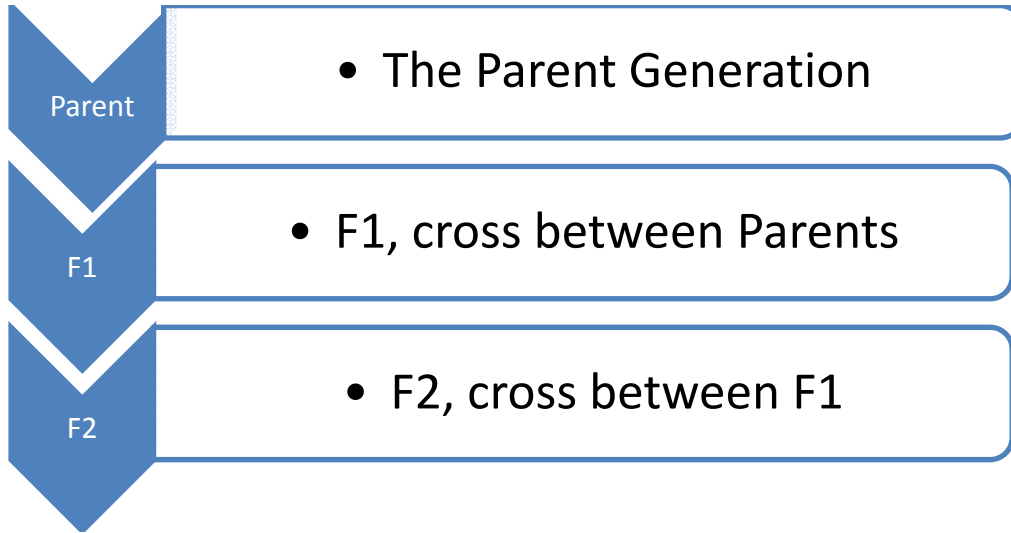 Parent
• The Parent Generation
F1
• F1, cross between Parents
F2
• F2, cross between F1